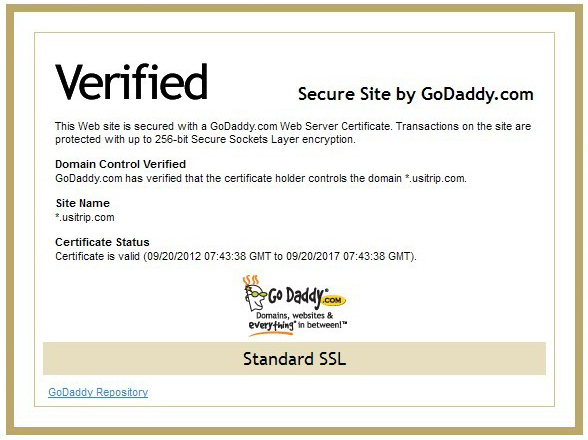 Verified
Secure Site by GoDaddy.com
This Web site is secured with a GoDaddy.com Web Server Certificate. Transactions on the site are
protected with up to 256-bit Secure Sockets Layer encryption.
Domain Control Verified
GoDaddy.com has verified that the certificate holder controls the domain *.usitrip.com.
Site Name
*.usitrip.com
Certificate Status
Certificate is valid (09/20/2012 07:43:38 GMT to 09/20/2017 07:43:38 GMT).
Go Daddy .COM
Domains, websites &
everything* in between!™
Standard SSL
GoDaddy Repository